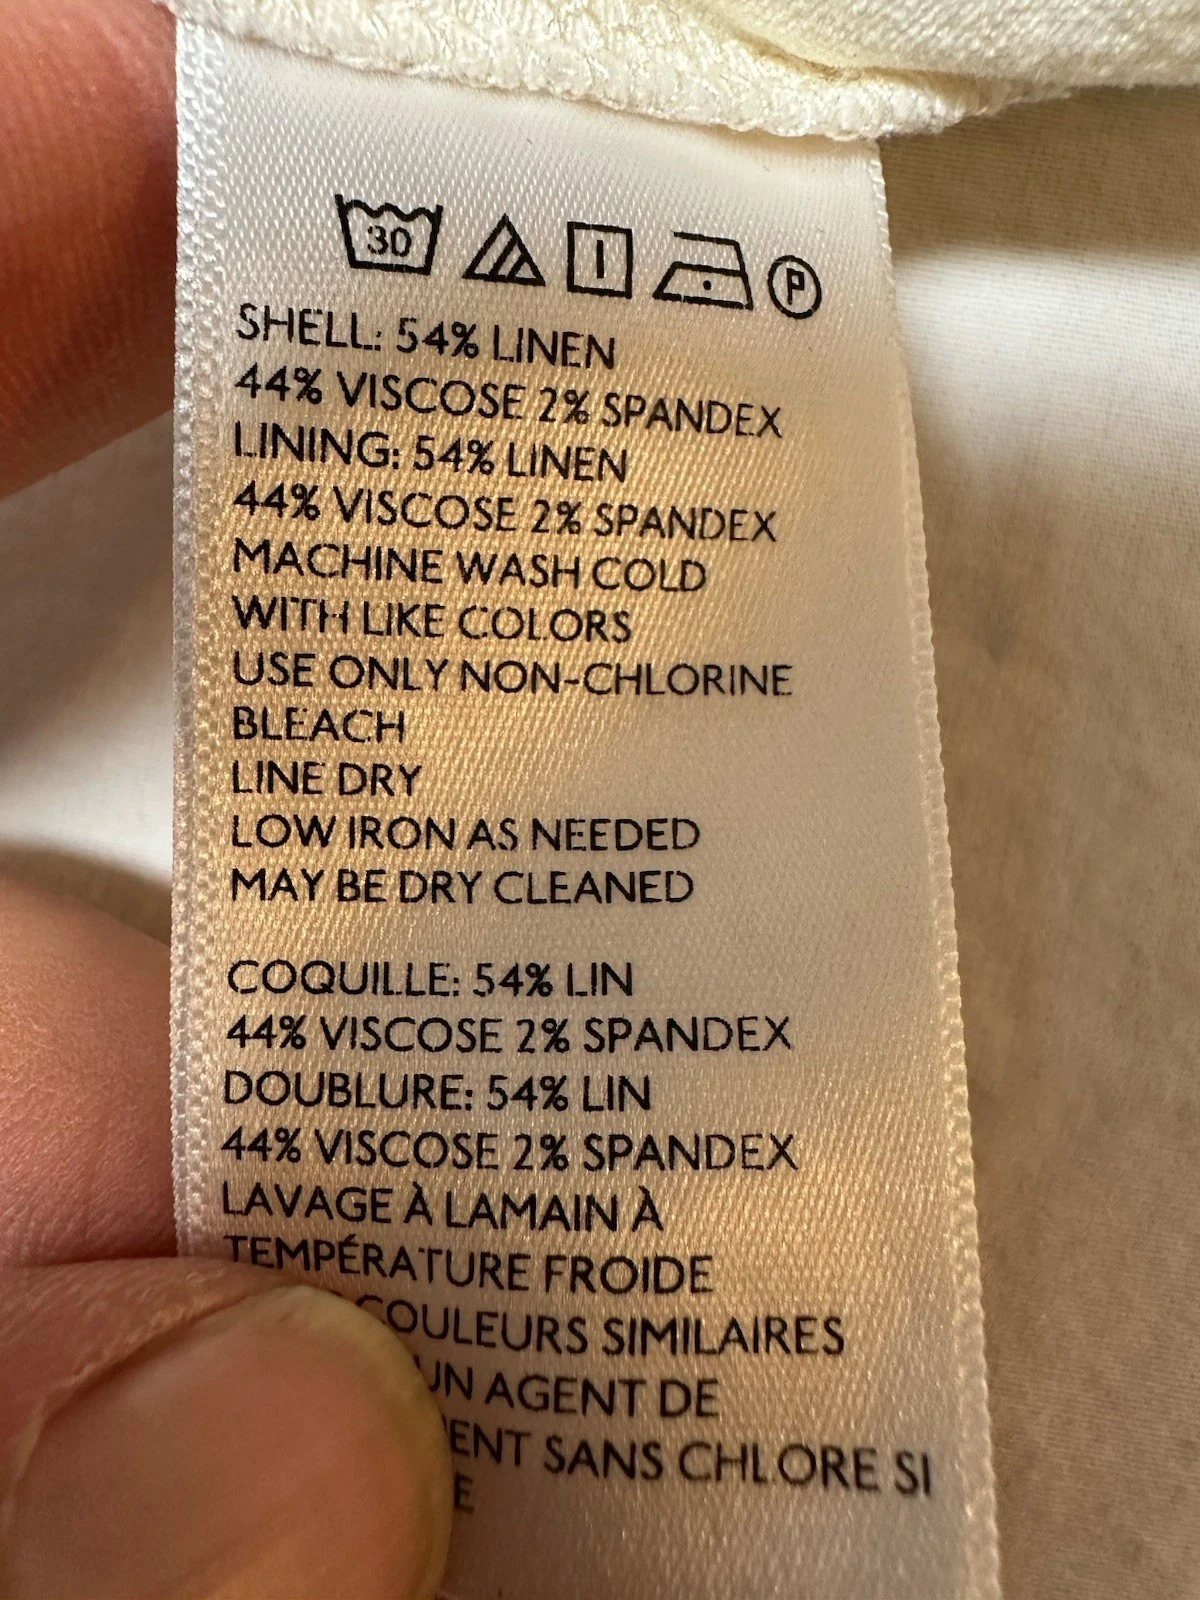 30 P
SHELL: 54% LINEN
44% VISCOSE 2% SPANDEX
LINING: 54% LINEN
44% VISCOSE 2% SPANDEX
MACHINE WASH COLD
WITH LIKE COLORS
USE ONLY NON-CHLORINE
BLEACH
LINE DRY
LOW IRON AS NEEDED
MAY BE DRY CLEANED
COQUILLE: 54% LIN
44% VISCOSE 2% SPANDEX
DOUBLURE: 54% LIN
44% VISCOSE 2% SPANDEX
LAVAGE À LAMAIN À
TEMPÉRATURE FROIDE
COULEURS SIMILAIRES
UN AGENT DE
SANS CHLORE SI